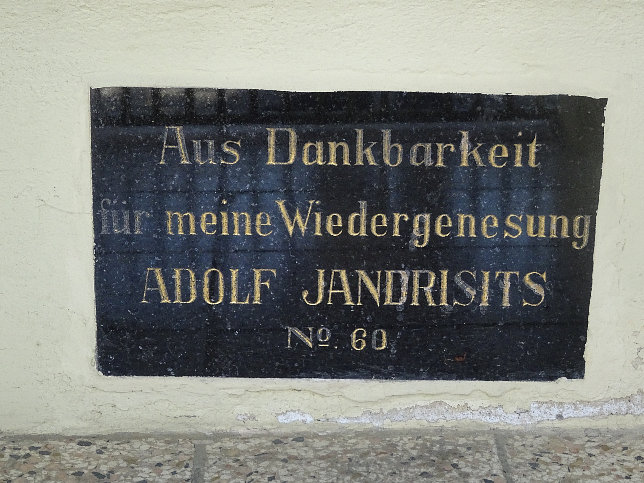 Aus Dankbarkeit
für meine Wiedergenesung
ADOLF JANDRISITS
Nº 60